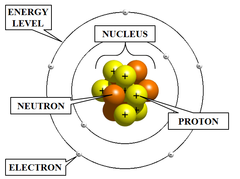 ENERGY
LEVEL
NUCLEUS
NEUTRON
PROTON
ELECTRON
+
+
+
+
+